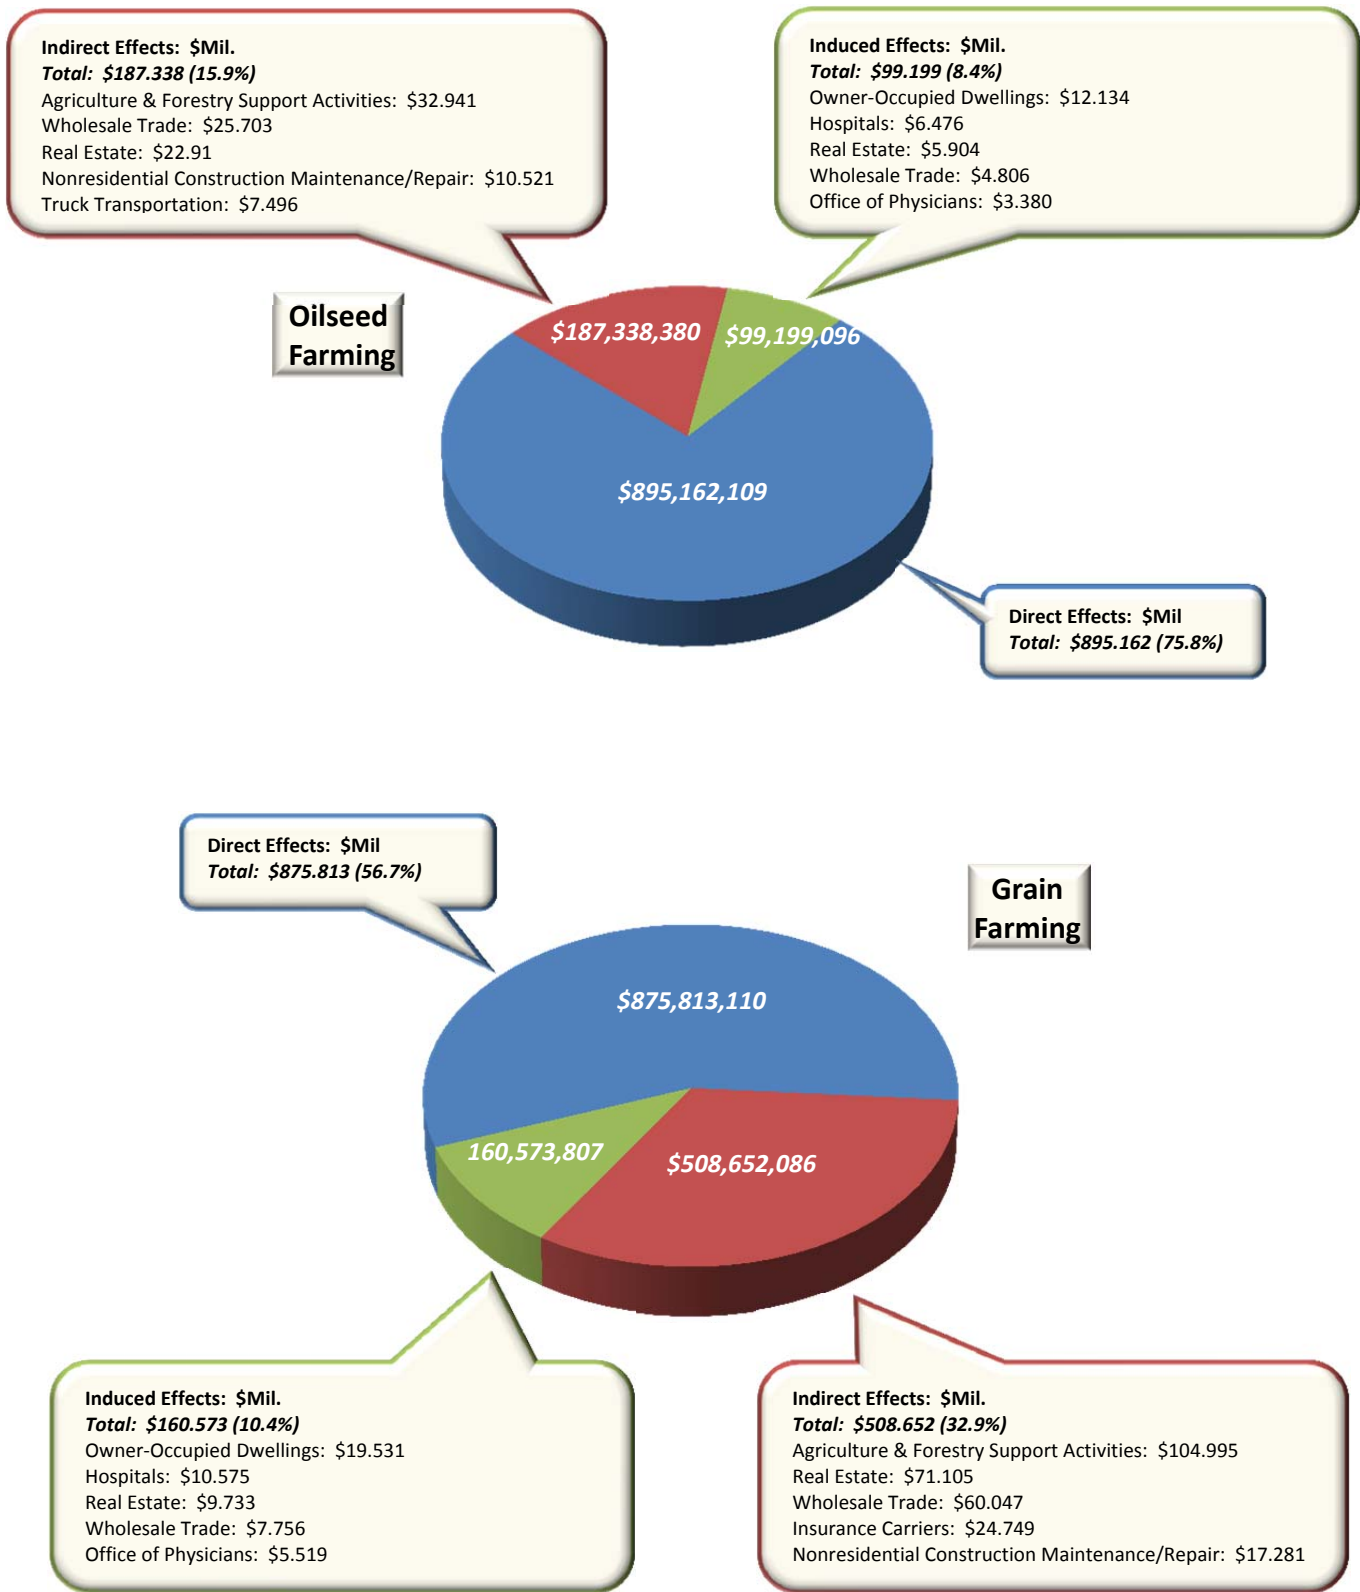 Indirect Effects: $Mil.
Total: $187.338 (15.9%)
Agriculture & Forestry Support Activities: $32.941
Wholesale Trade: $25.703
Real Estate: $22.91
Nonresidential Construction Maintenance/Repair: $10.521
Truck Transportation: $7.496
Induced Effects: $Mil.
Total: $99.199 (8.4%)
Owner-Occupied Dwellings: $12.134
Hospitals: $6.476
Real Estate: $5.904
Wholesale Trade: $4.806
Office of Physicians: $3.380
Oilseed
Farming
$187,338,380
$99,199,096
$895,162,109
Direct Effects: $Mil
Total: $895.162 (75.8%)
Direct Effects: $Mil
Total: $875.813 (56.7%)
Grain
Farming
$875,813,110
160,573,807
$508,652,086
Induced Effects: $Mil.
Total: $160.573 (10.4%)
Owner-Occupied Dwellings: $19.531
Hospitals: $10.575
Real Estate: $9.733
Wholesale Trade: $7.756
Office of Physicians: $5.519
Indirect Effects: $Mil.
Total: $508.652 (32.9%)
Agriculture & Forestry Support Activities: $104.995
Real Estate: $71.105
Wholesale Trade: $60.047
Insurance Carriers: $24.749
Nonresidential Construction Maintenance/Repair: $17.281